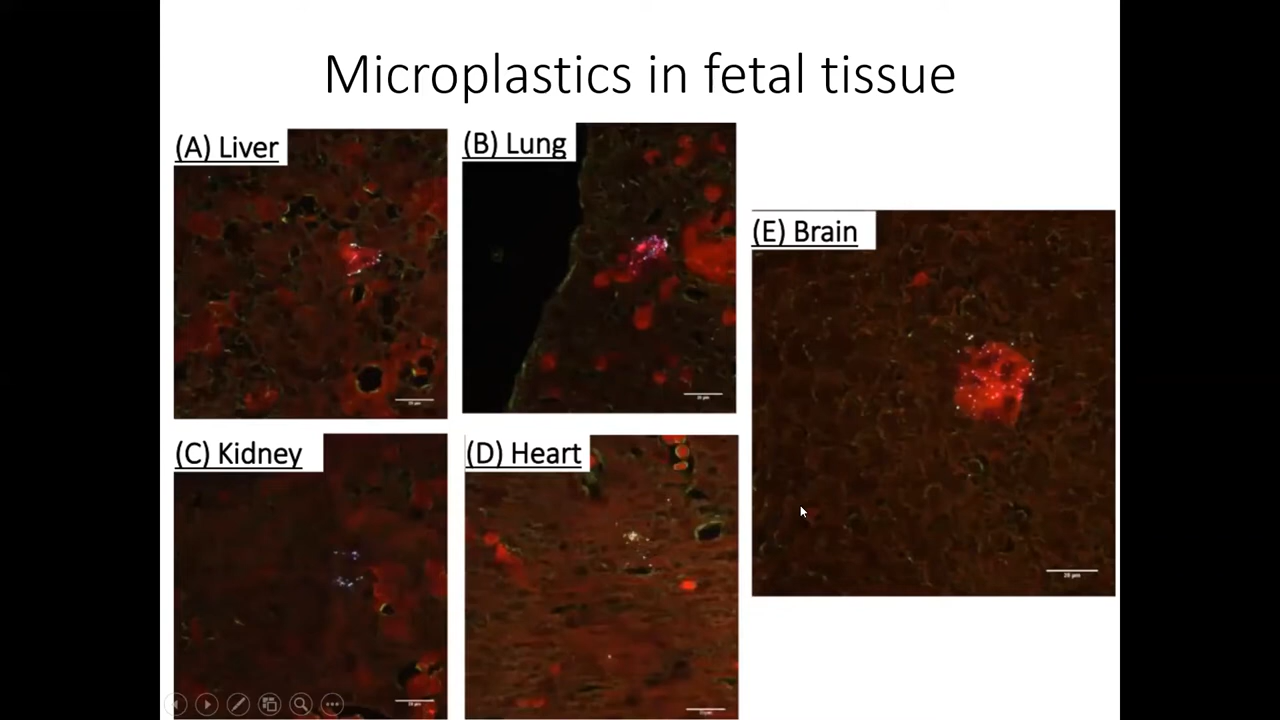 Microplastics in fetal tissue
(A) Liver
(B) Lung
(E) Brain
(C) Kidney
(D) Heart